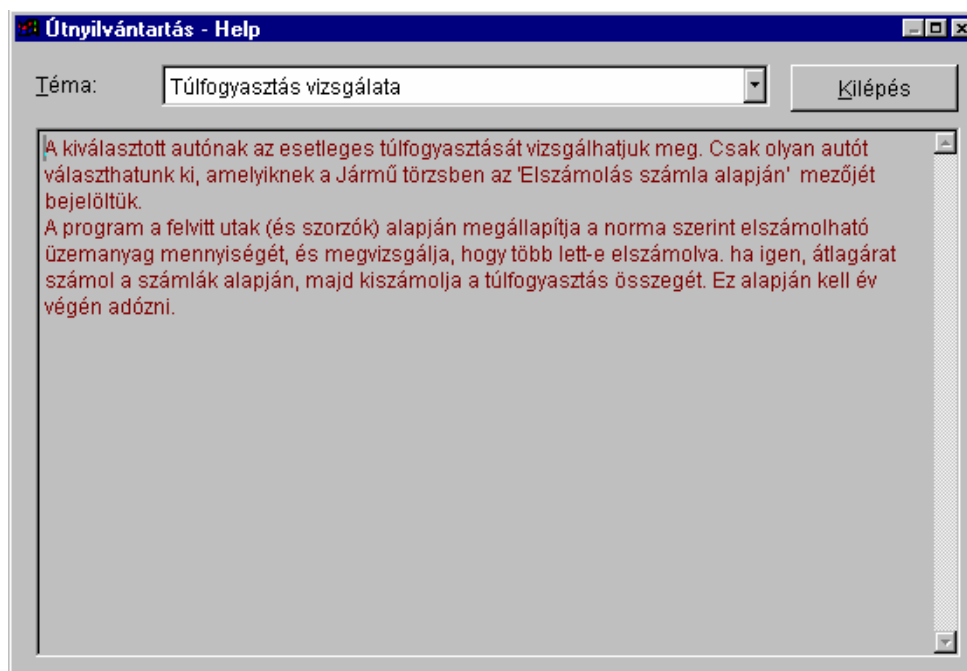 Útnyilvántartás - Help
Téma: Túlfogyasztás vizsgálata Kilépés
A kiválasztott autónak az esetleges túlfogyasztását vizsgálhatjuk meg. Csak olyan autót
választhatunk ki, amelyiknek a Jármű törzsben az 'Elszámolás számla alapján' mezőjét
bejelöltük.
A program a felvitt utak (és szorzók) alapján megállapítja a norma szerint elszámolható
üzemanyag mennyiségét, és megvizsgálja, hogy több lett-e elszámolva. ha igen, átlagárat
számol a számlák alapján, majd kiszámolja a túlfogyasztás összegét. Ez alapján kell év
végén adózni.